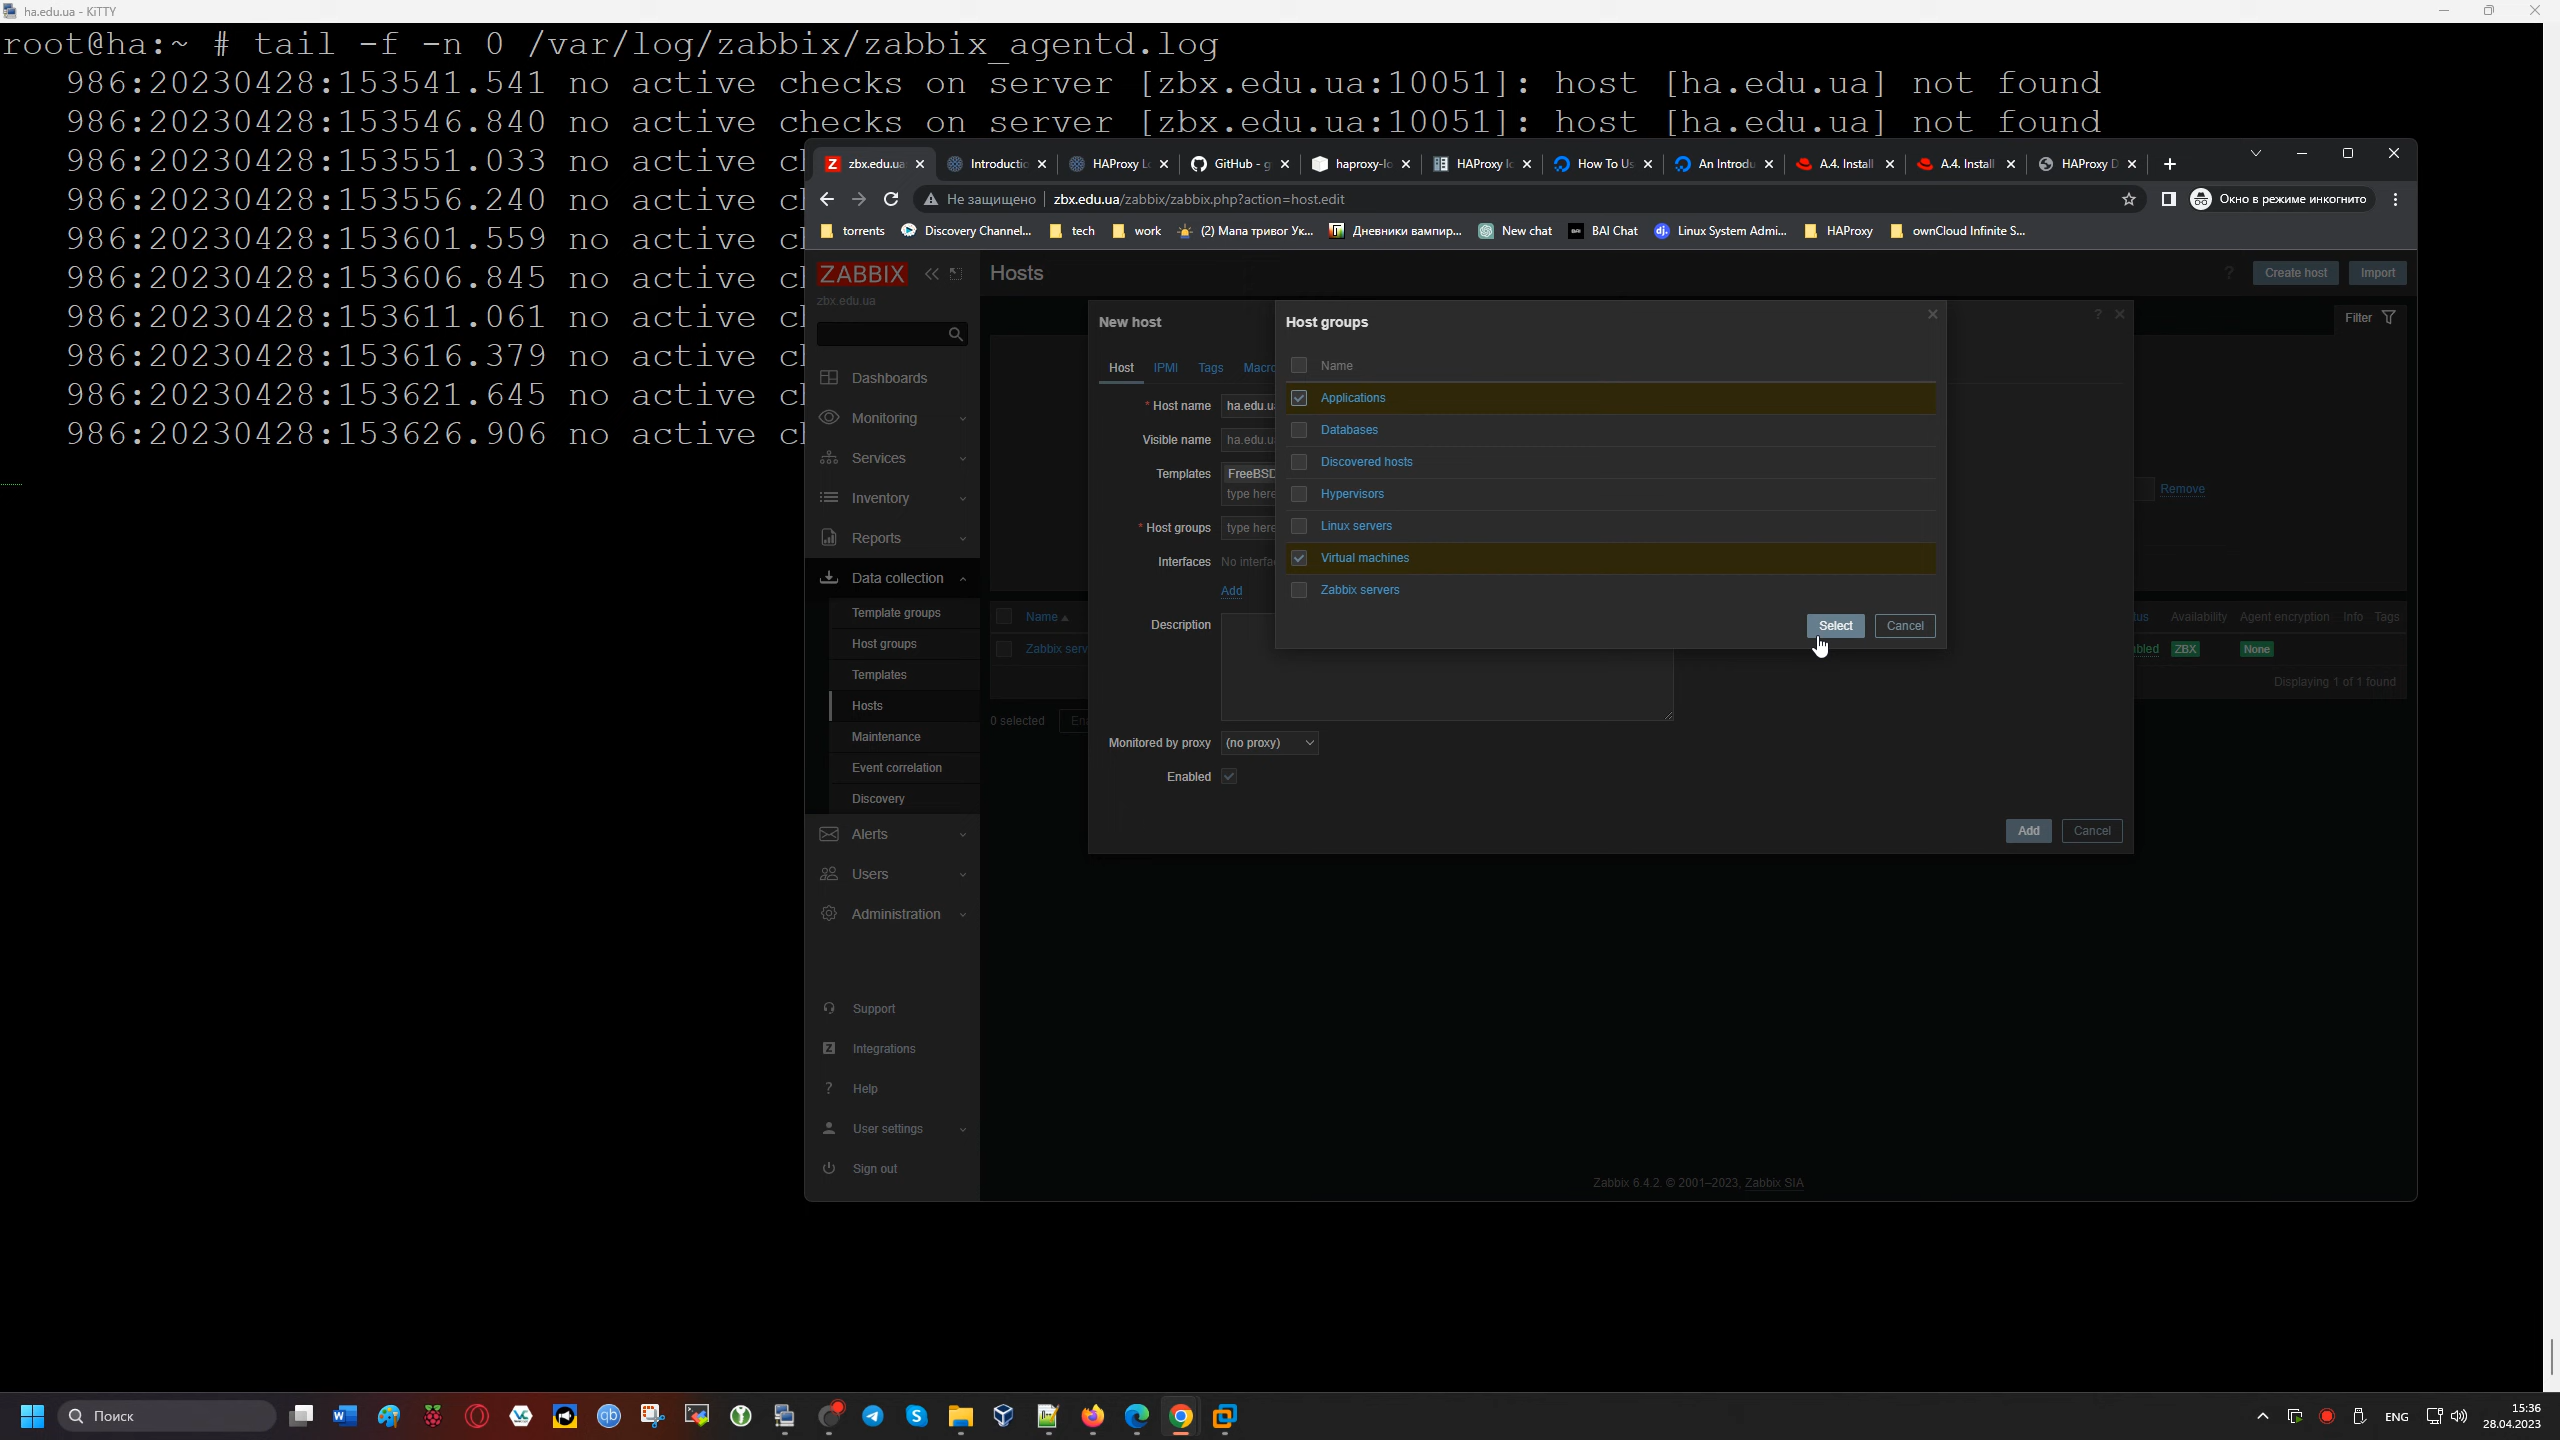 ha.edu.ua - KiTTY
root@ha:~ # tail -f -n 0 /var/log/zabbix/zabbix_agentd.log
986:20230428:153541.541 no active checks on server [zbx.edu.ua:10051]: host [ha.edu.ua] not found
986:20230428:153546.840 no active checks on server [zbx.edu.ua:10051]: host [ha.edu.ua] not found
986:20230428:153551.033 no active
986:20230428:153556.240 no active
986:20230428:153601.559 no active
986:20230428:153606.845 no active
986:20230428:153611.061 no active
986:20230428:153616.379 no active
986:20230428:153621.645 no active
986:20230428:153626.906 no active
zbx.edu.ua Introductio HAProxy Lo GitHub - g haproxy-lo HAProxy lo How To Us An Introdu A.4. Install A.4. Install HAProxy D
Не защищено zbx.edu.ua/zabbix/zabbix.php?action=host.edit Окно в режиме инкогнито
torrents Discovery Channel... tech work (2) Мапа тривог Ук... Дневники вампир... New chat BAI Chat Linux System Admi... HAProxy ownCloud Infinite S...
ZABBIX
zbx.edu.ua
Dashboards
Monitoring
Services
Inventory
Reports
Data collection
Template groups
Host groups
Templates
Hosts
Maintenance
Event correlation
Discovery
Alerts
Users
Administration
Support
Integrations
Help
User settings
Sign out
Hosts ? Create host Import
Filter
Remove
Name
Availability Agent encryption Info Tags
Zabbix serv
ZBX None
Displaying 1 of 1 found
0 selected
New host ?
Host IPMI Tags Macro
* Host name ha.edu.u
Visible name ha.edu.u
Templates FreeBSD
type here
* Host groups type here
Interfaces No interfa
Add
Description
Monitored by proxy (no proxy)
Enabled
Add Cancel
Host groups
Name
Applications
Databases
Discovered hosts
Hypervisors
Linux servers
Virtual machines
Zabbix servers
Select Cancel
Zabbix 6.4.2. © 2001–2023, Zabbix SIA
Поиск
ENG
15:36
28.04.2023